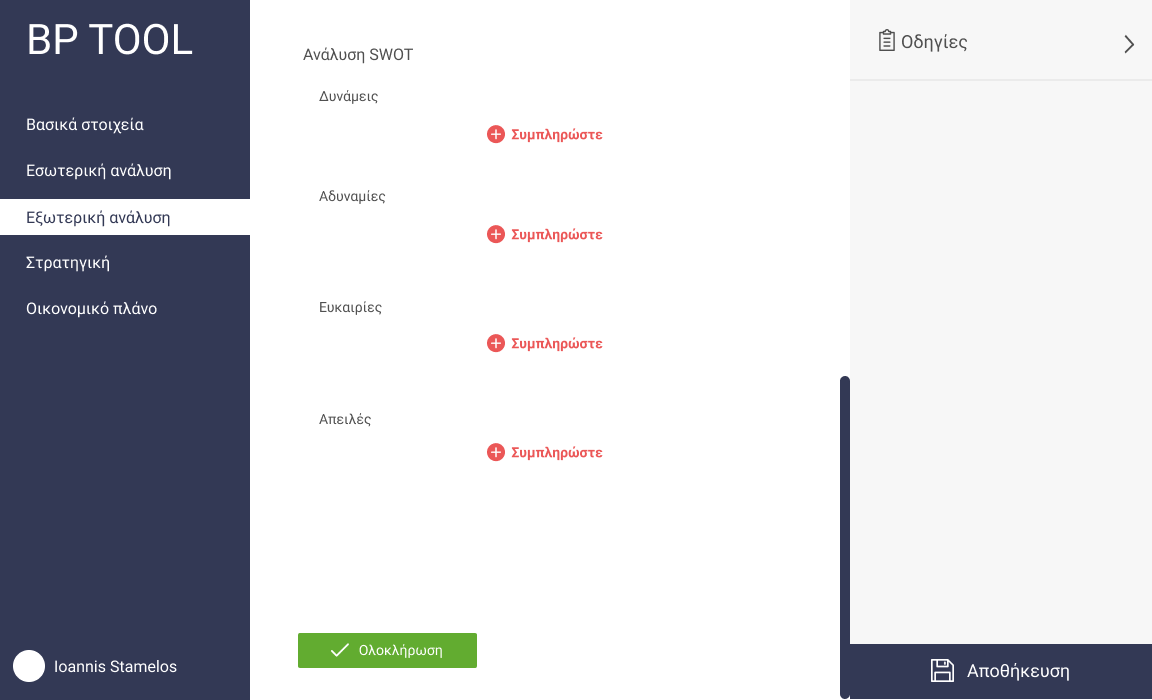 BP TOOL
Βασικά στοιχεία
Εσωτερική ανάλυση
Εξωτερική ανάλυση
Στρατηγική
Οικονομικό πλάνο
Ioannis Stamelos
Ανάλυση SWOT
Δυνάμεις
Συμπληρώστε
Αδυναμίες
Συμπληρώστε
Ευκαιρίες
Συμπληρώστε
Απειλές
Συμπληρώστε
Ολοκλήρωση
Οδηγίες
Αποθήκευση